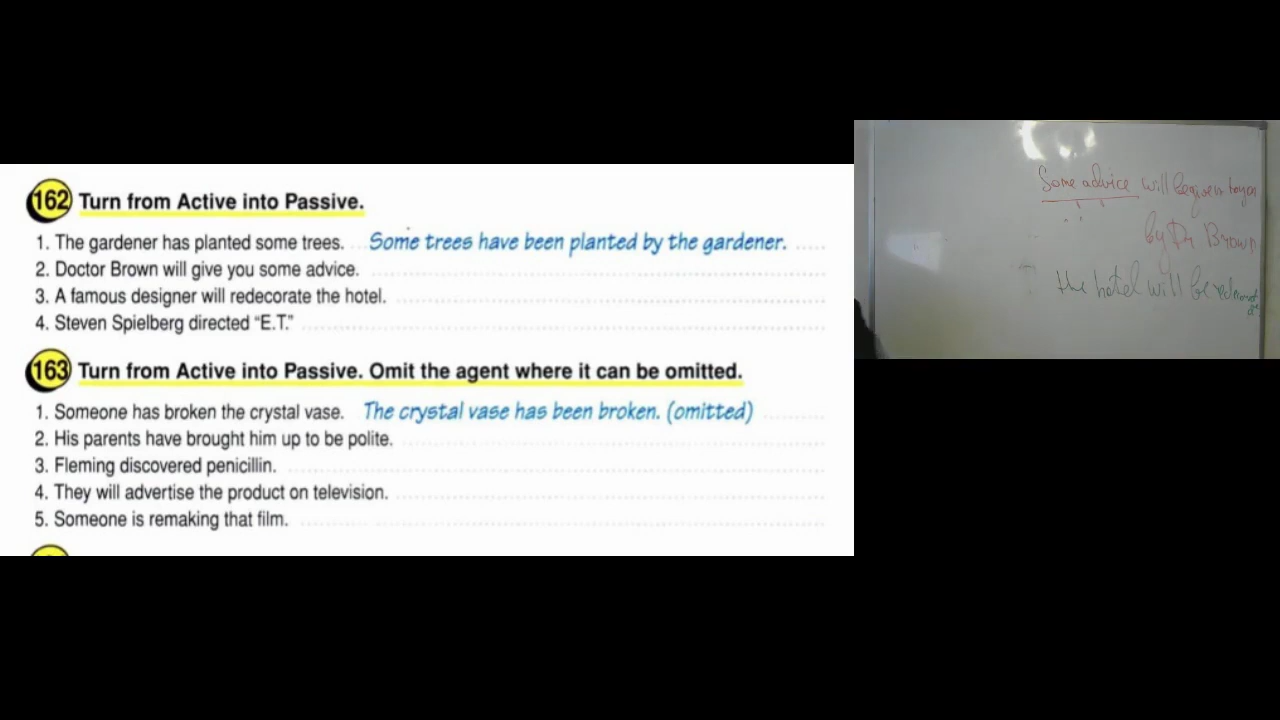 162 Turn from Active into Passive.
1. The gardener has planted some trees. Some trees have been planted by the gardener.
2. Doctor Brown will give you some advice.
3. A famous designer will redecorate the hotel.
4. Steven Spielberg directed “E.T.”
163 Turn from Active into Passive. Omit the agent where it can be omitted.
1. Someone has broken the crystal vase. The crystal vase has been broken. (omitted)
2. His parents have brought him up to be polite.
3. Fleming discovered penicillin.
4. They will advertise the product on television.
5. Someone is remaking that film.
Some advice will be given
by Dr Brown
the hotel will be